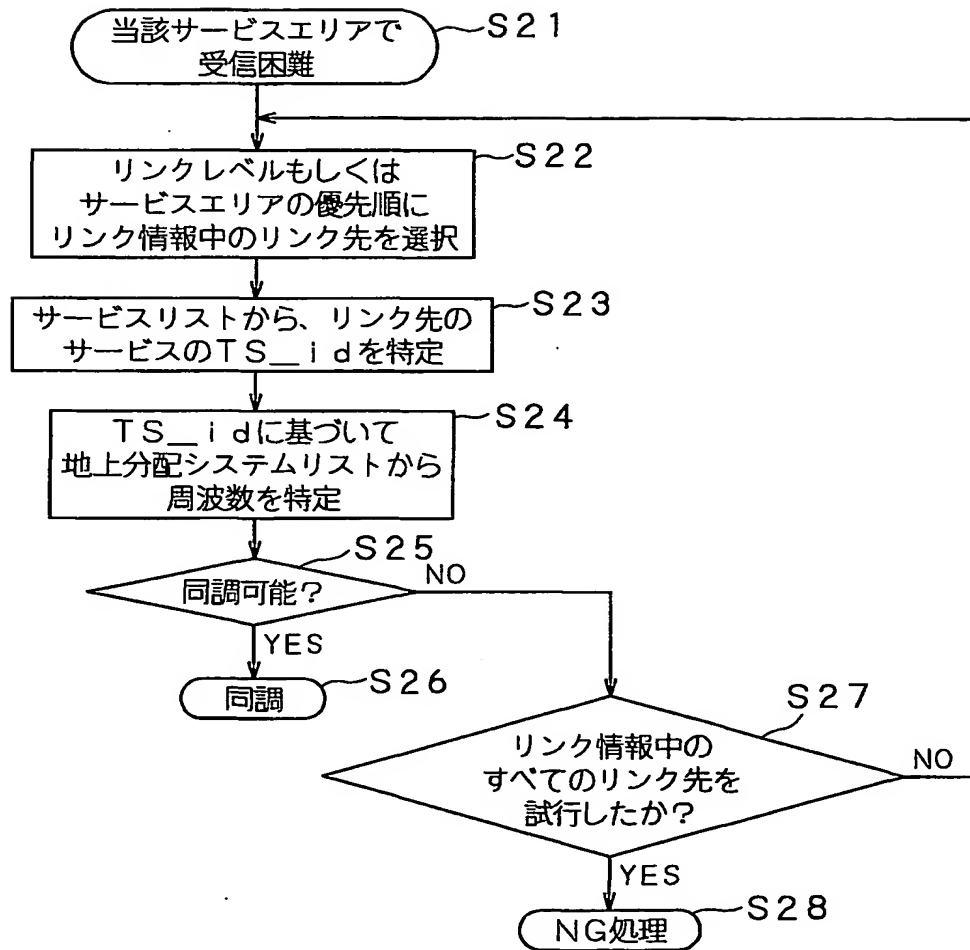 当該サービスエリアで
受信困難
S21
リンクレベルもしくは
サービスエリアの優先順に
リンク情報中のリンク先を選択
S22
サービスリストから、リンク先の
サービスのTS__idを特定
S23
TS__idに基づいて
地上分配システムリストから
周波数を特定
S24
同調可能?
S25
NO
YES
同調
S26
リンク情報中の
すべてのリンク先を
試行したか?
S27
NO
YES
NG処理
S28